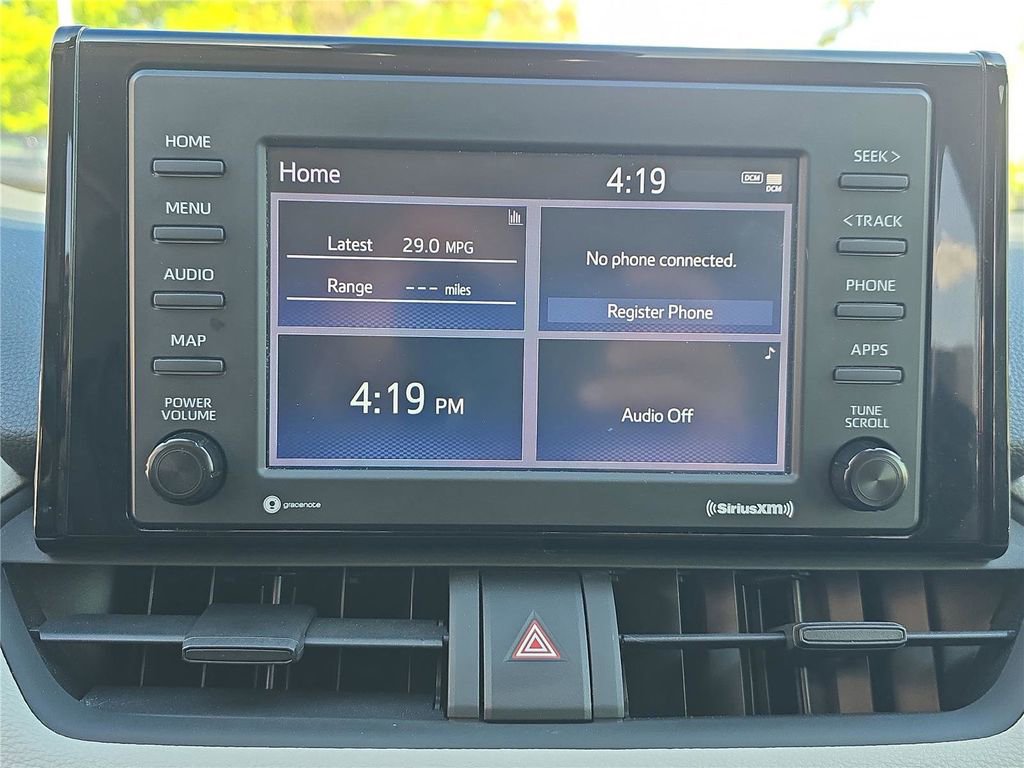 HOME
MENU
AUDIO
MAP
POWER
VOLUME
Home
4:19
DCM
DCM
Latest 29.0 MPG
Range --- miles
No phone connected.
Register Phone
4:19 PM
Audio Off
SEEK >
< TRACK
PHONE
APPS
TUNE
SCROLL
gracenote
SiriusXM